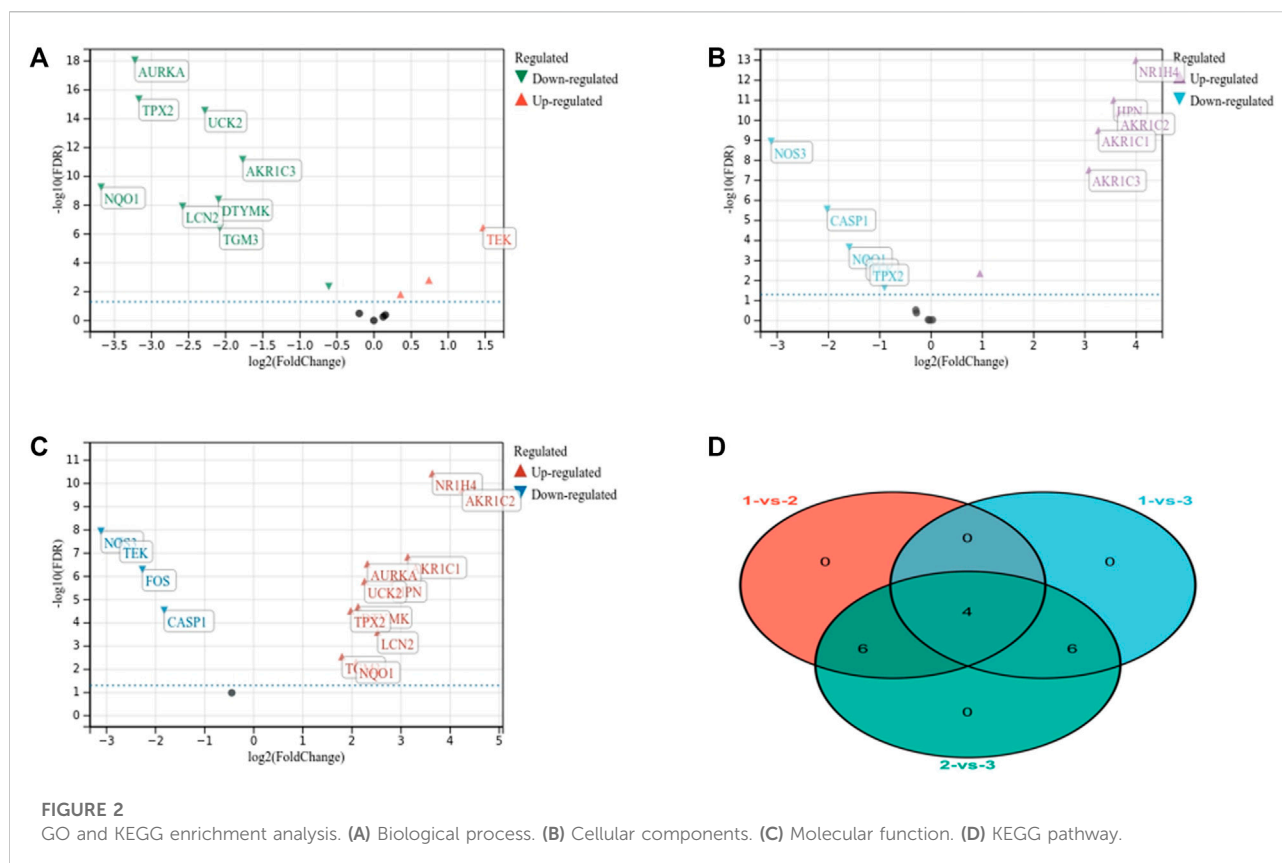 A
-log10(FDR)
18
16
14
12
10
8
6
4
2
0
AURKA
TPX2
UCK2
AKR1C3
NQO1
DTYMK
LCN2
TGM3
TEK
-3.5 -3.0 -2.5 -2.0 -1.5 -1.0 -0.5 0.0 0.5 1.0 1.5
log2(FoldChange)
Regulated
Down-regulated
Up-regulated
B
-log10(FDR)
13
12
11
10
9
8
7
6
5
4
3
2
1
0
NR1H4
HPN
AKR1C2
AKR1C1
AKR1C3
NOS3
CASP1
NQO1
TPX2
-3 -2 -1 0 1 2 3 4
log2(FoldChange)
Regulated
Up-regulated
Down-regulated
C
-log10(FDR)
11
10
9
8
7
6
5
4
3
2
1
0
NR1H4
AKR1C2
TEK
FOS
CASP1
AKR1C1
AURKA
UCK2
TPX2
LCN2
NQO1
-3 -2 -1 0 1 2 3 4 5
log2(FoldChange)
Regulated
Up-regulated
Down-regulated
D
1-vs-2
1-vs-3
0
0
0
4
6
6
0
2-vs-3
FIGURE 2
GO and KEGG enrichment analysis. (A) Biological process. (B) Cellular components. (C) Molecular function. (D) KEGG pathway.